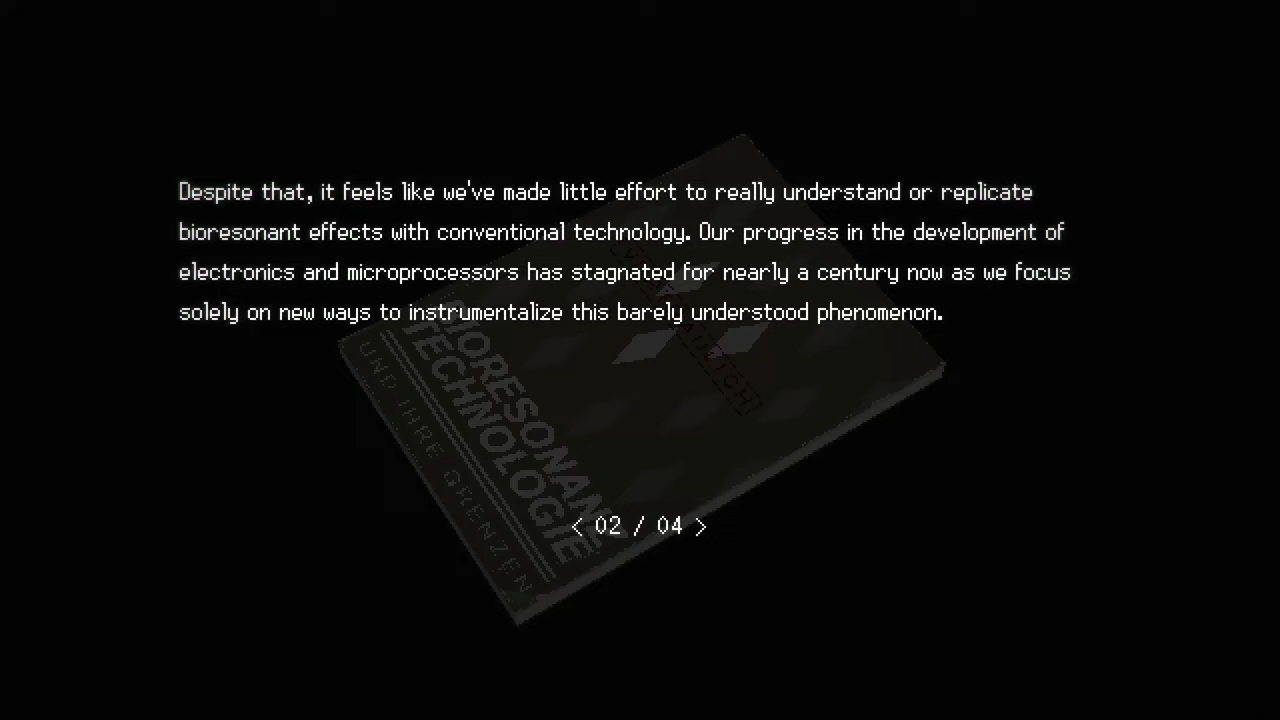 Despite that, it feels like we've made little effort to really understand or replicate
bioresonant effects with conventional technology. Our progress in the development of
electronics and microprocessors has stagnated for nearly a century now as we focus
solely on new ways to instrumentalize this barely understood phenomenon.
BIORESONANZ
TECHNOLOGIE
UND IHRE GRENZEN
< 02 / 04 >